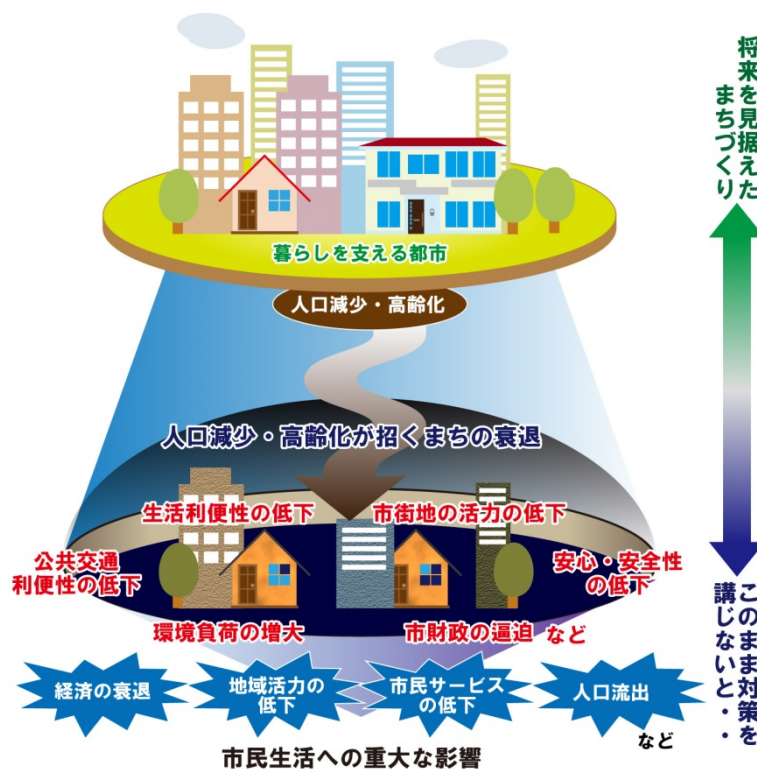 将来を見据えた
まちづくり
暮らしを支える都市
人口減少・高齢化
人口減少・高齢化が招くまちの衰退
生活利便性の低下
市街地の活力の低下
公共交通
利便性の低下
安心・安全性
の低下
環境負荷の増大
市財政の逼迫 など
このまま対策を
講じないと・・
経済の衰退
地域活力の
低下
市民サービス
の低下
人口流出
など
市民生活への重大な影響